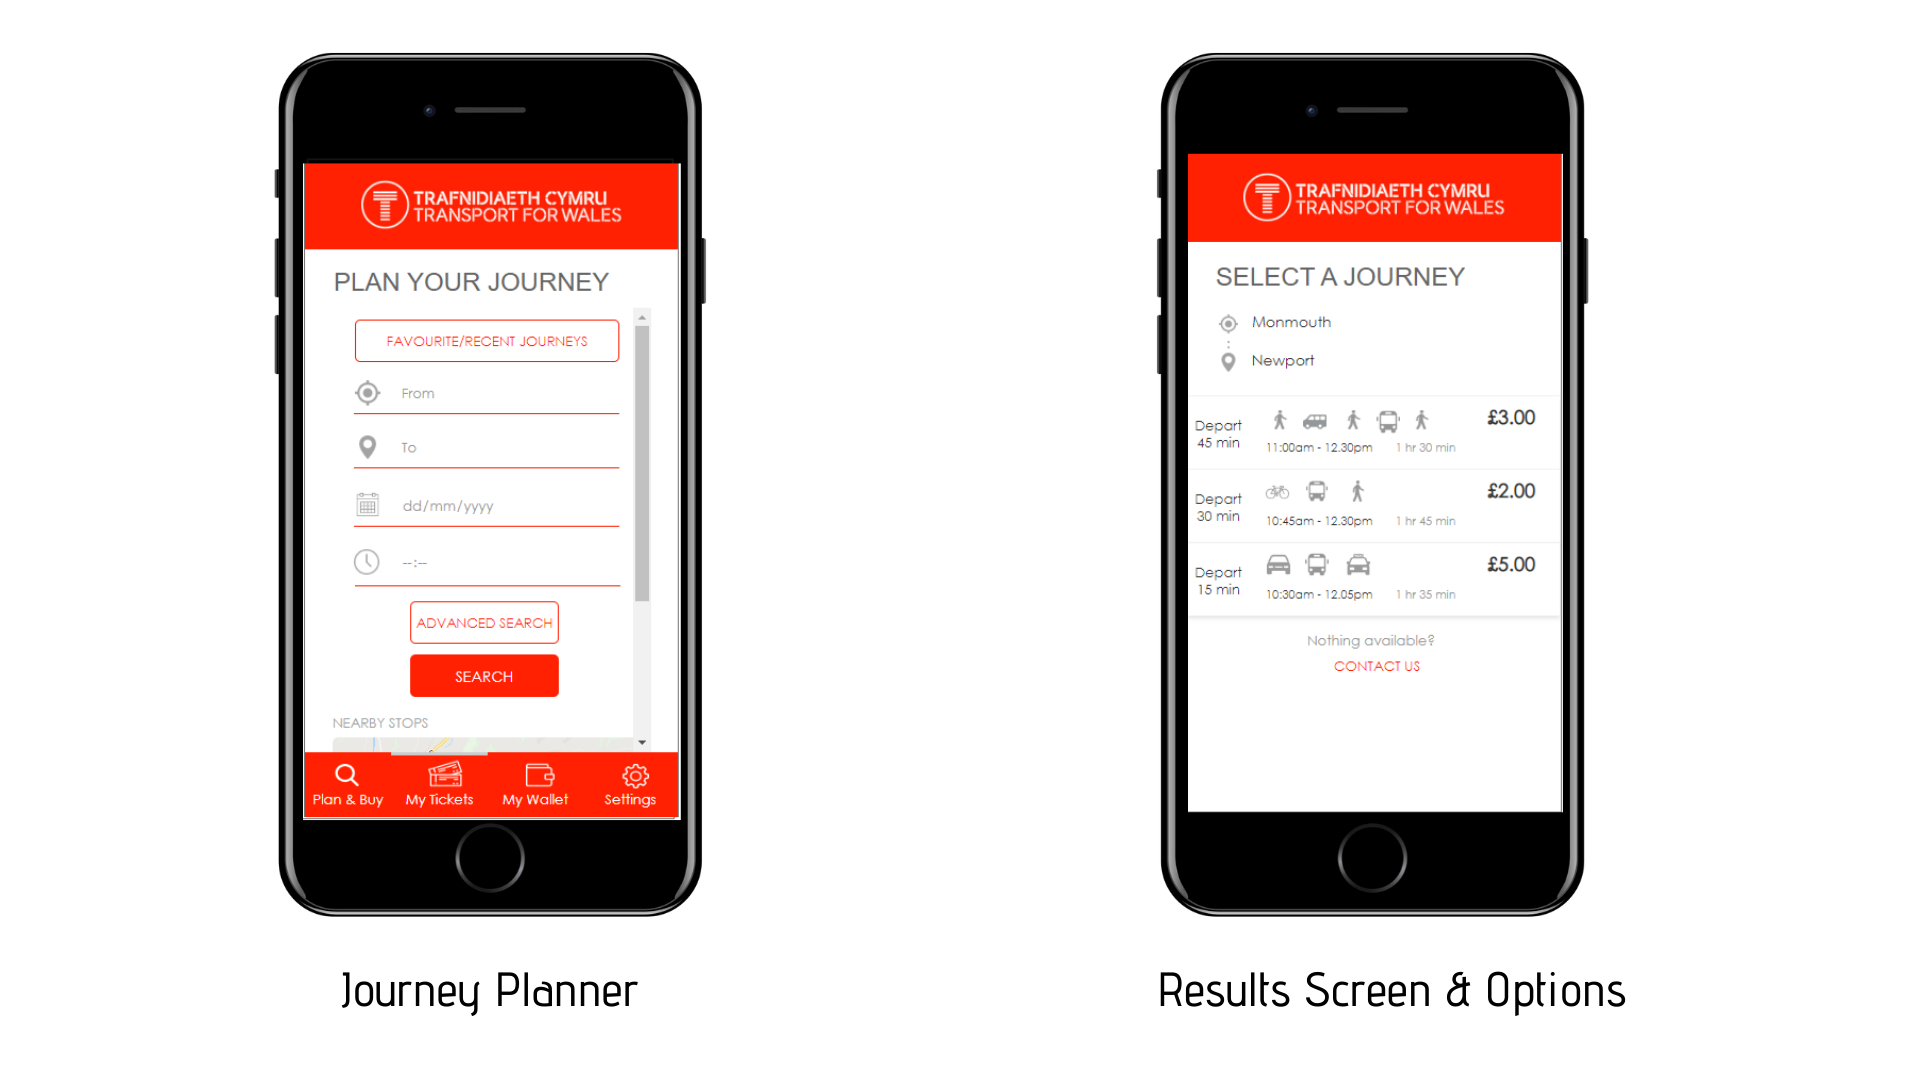 TRAFNIDIAETH CYMRU
TRANSPORT FOR WALES
PLAN YOUR JOURNEY
FAVOURITE/RECENT JOURNEYS
From
To
dd/mm/yyyy
--:--
ADVANCED SEARCH
SEARCH
NEARBY STOPS
Plan & Buy
My Tickets
My Wallet
Settings
Journey Planner
TRAFNIDIAETH CYMRU
TRANSPORT FOR WALES
SELECT A JOURNEY
Monmouth
Newport
Depart
45 min
11:00am - 12.30pm
1 hr 30 min
£3.00
Depart
30 min
10:45am - 12.30pm
1 hr 45 min
£2.00
Depart
15 min
10:30am - 12.05pm
1 hr 35 min
£5.00
Nothing available?
CONTACT US
Results Screen & Options